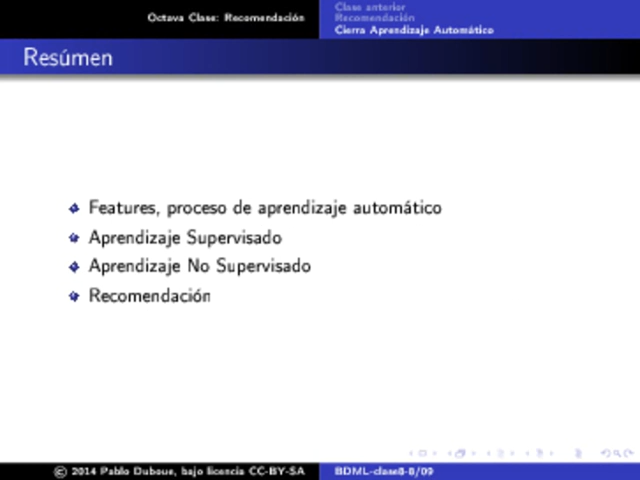 Octava Clase: Recomendación
Clase anterior
Recomendación
Cierra Aprendizaje Automático
Resúmen
Features, proceso de aprendizaje automático
Aprendizaje Supervisado
Aprendizaje No Supervisado
Recomendación
© 2014 Pablo Duboue, bajo licencia CC-BY-SA
BDML-clase8-8/09